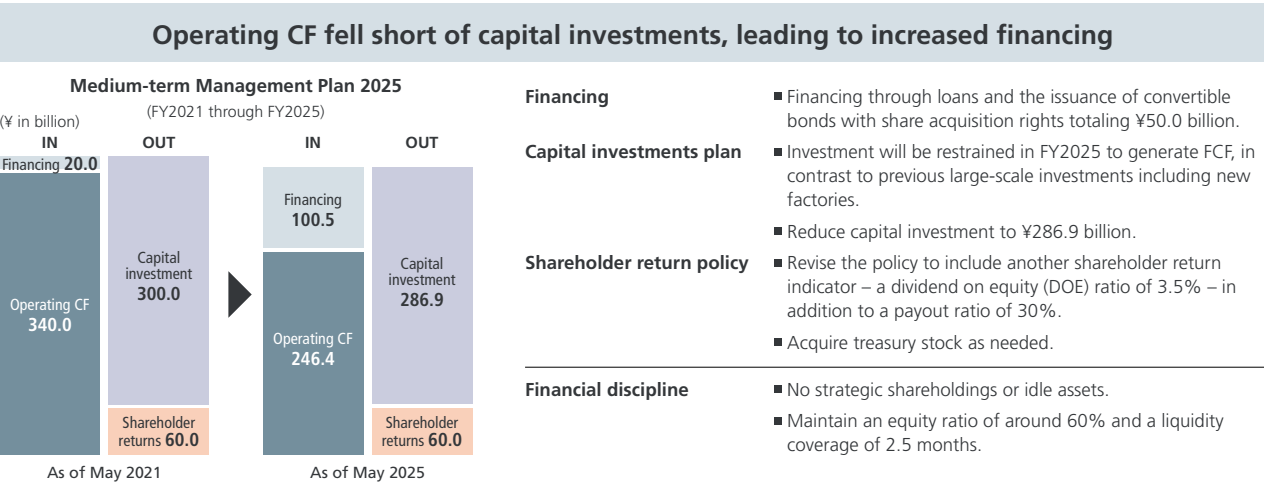 Operating CF fell short of capital investments, leading to increased financing
Medium-term Management Plan 2025
(FY2021 through FY2025)
(¥ in billion)
IN
OUT
IN
OUT
Financing 20.0
Operating CF
340.0
Capital
investment
300.0
Shareholder
returns 60.0
As of May 2021
Financing
100.5
Operating CF
246.4
Capital
investment
286.9
Shareholder
returns 60.0
As of May 2025
Financing
■ Financing through loans and the issuance of convertible
bonds with share acquisition rights totaling ¥50.0 billion.
Capital investments plan
■ Investment will be restrained in FY2025 to generate FCF, in
contrast to previous large-scale investments including new
factories.
■ Reduce capital investment to ¥286.9 billion.
Shareholder return policy
■ Revise the policy to include another shareholder return
indicator – a dividend on equity (DOE) ratio of 3.5% – in
addition to a payout ratio of 30%.
■ Acquire treasury stock as needed.
Financial discipline
■ No strategic shareholdings or idle assets.
■ Maintain an equity ratio of around 60% and a liquidity
coverage of 2.5 months.